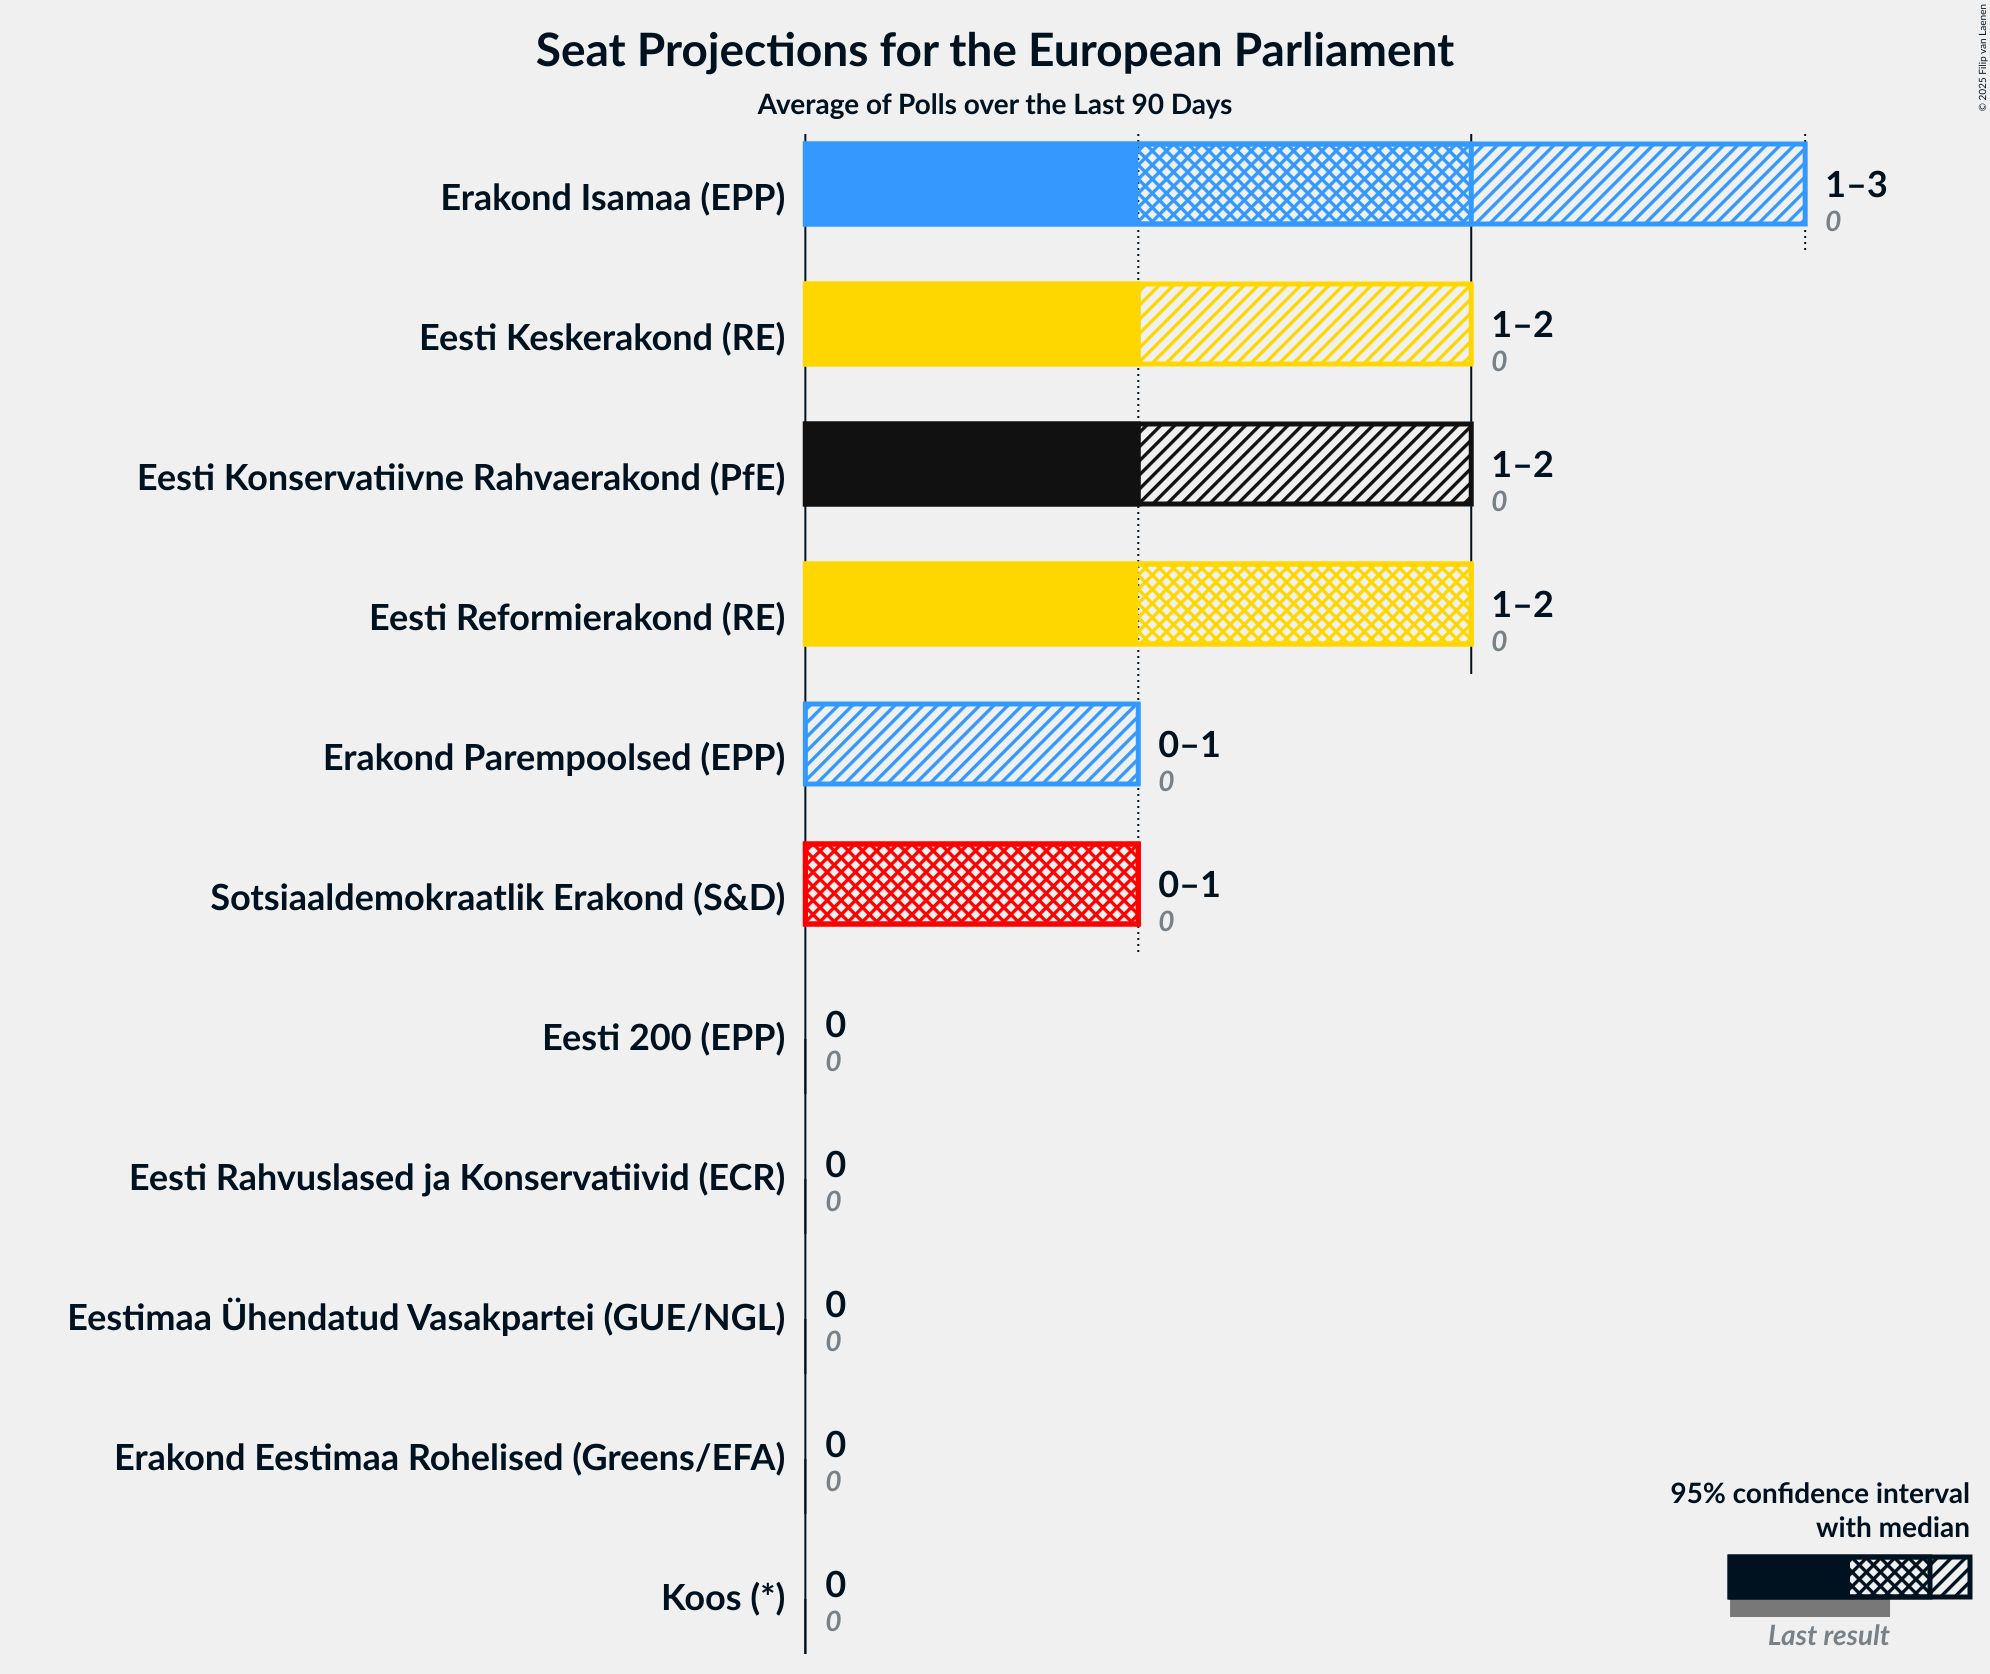 Seat Projections for the European Parliament
Average of Polls over the Last 90 Days
© 2025 Filip van Laenen
Erakond Isamaa (EPP)
1–3
0
Eesti Keskerakond (RE)
1–2
0
Eesti Konservatiivne Rahvaerakond (PfE)
1–2
0
Eesti Reformierakond (RE)
1–2
0
Erakond Parempoolsed (EPP)
0–1
0
Sotsiaaldemokraatlik Erakond (S&D)
0–1
0
Eesti 200 (EPP)
0
0
Eesti Rahvuslased ja Konservatiivid (ECR)
0
0
Eestimaa Ühendatud Vasakpartei (GUE/NGL)
0
0
Erakond Eestimaa Rohelised (Greens/EFA)
0
0
Koos (*)
0
0
95% confidence interval
with median
Last result